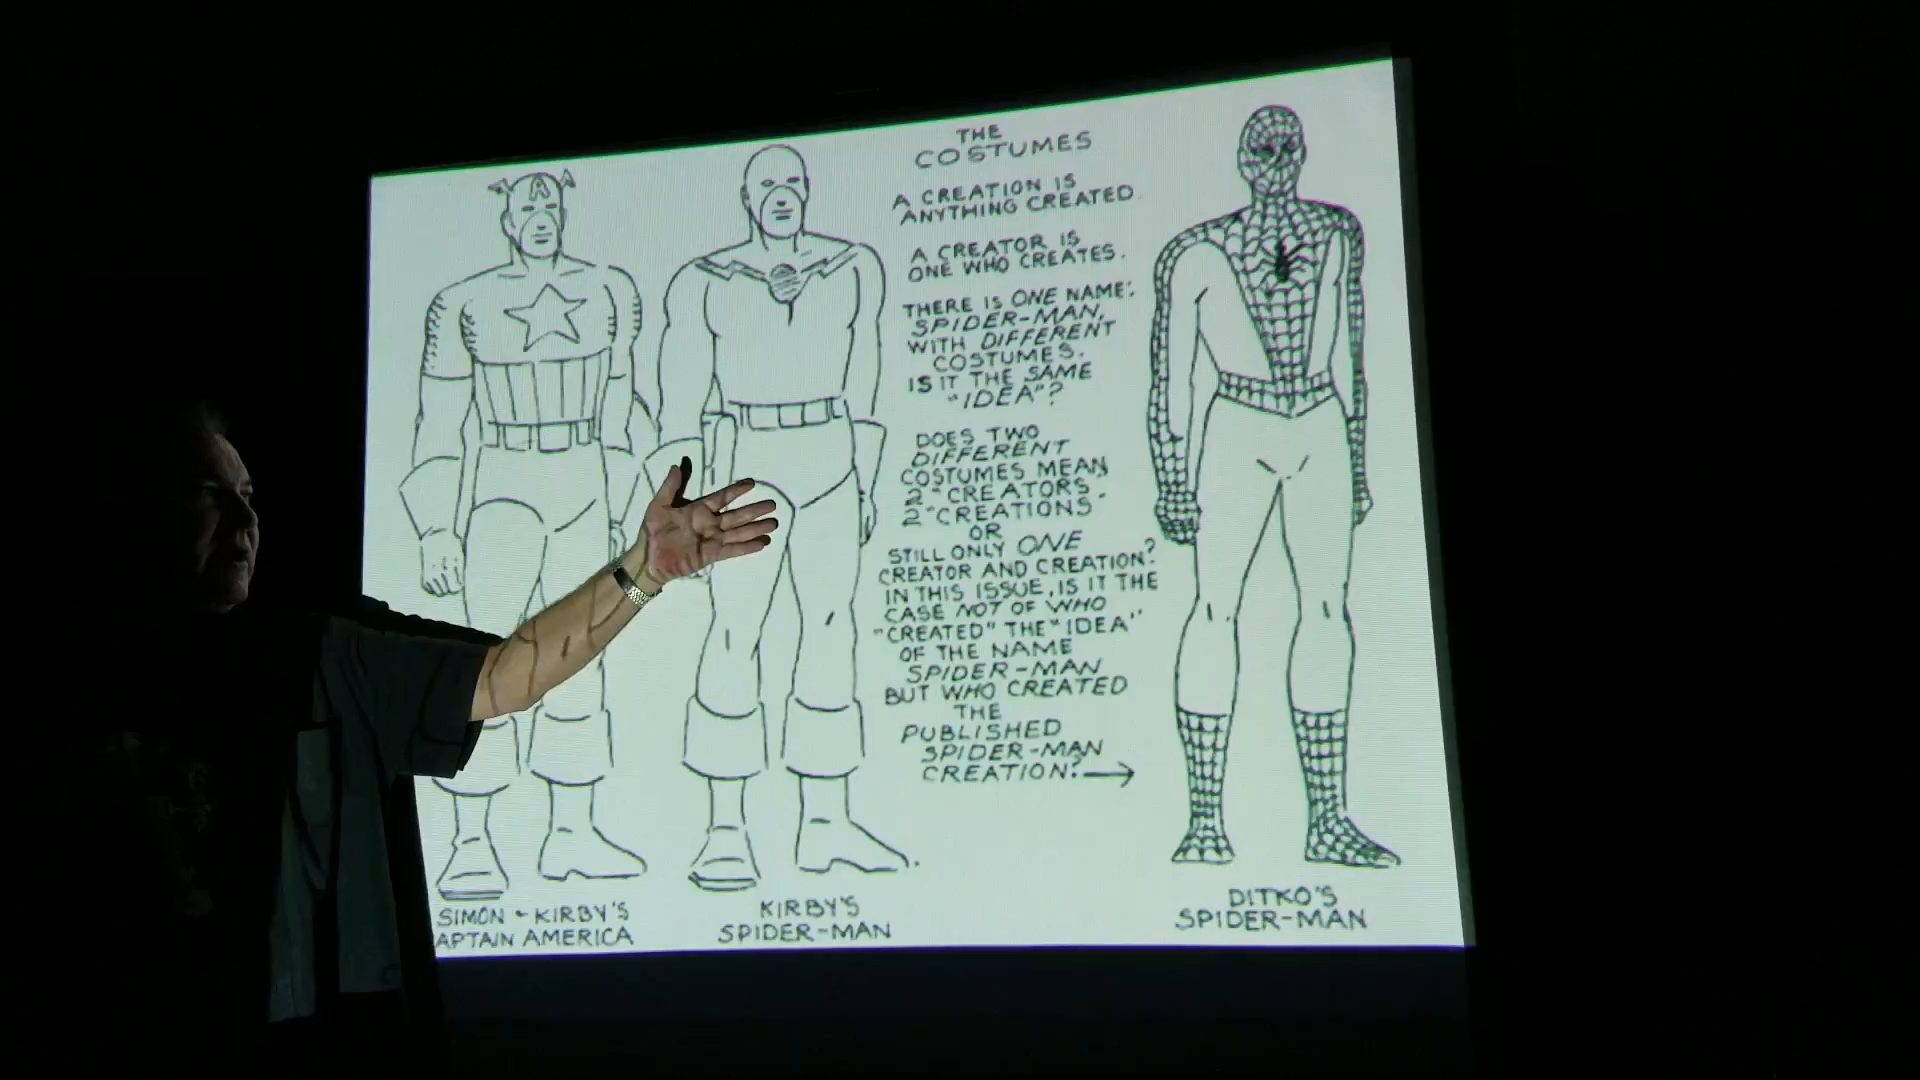 THE
COSTUMES
A CREATION IS
ANYTHING CREATED.
A CREATOR IS
ONE WHO CREATES.
THERE IS ONE NAME:
SPIDER-MAN,
WITH DIFFERENT
COSTUMES.
IS IT THE SAME
"IDEA"?
DOES TWO
DIFFERENT
COSTUMES MEAN
2 "CREATORS,
2 "CREATIONS
OR
STILL ONLY ONE
CREATOR AND CREATION?
IN THIS ISSUE, IS IT THE
CASE NOT OF WHO
"CREATED" THE "IDEA"
OF THE NAME
SPIDER-MAN
BUT WHO CREATED
THE
PUBLISHED
SPIDER-MAN
CREATION?
A
SIMON & KIRBY'S
APTAIN AMERICA
KIRBY'S
SPIDER-MAN
DITKO'S
SPIDER-MAN